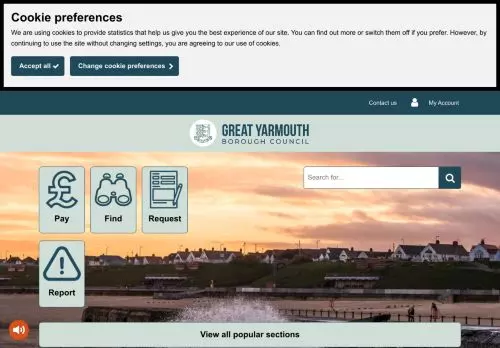 Cookie preferences
We are using cookies to provide statistics that help us give you the best experience of our site. You can find out more or switch them off if you prefer. However, by
continuing to use the site without changing settings, you are agreeing to our use of cookies.
Accept all
Change cookie preferences
Contact us
My Account
GREAT YARMOUTH
BOROUGH COUNCIL
Search for...
Pay
Find
Request
Report
View all popular sections